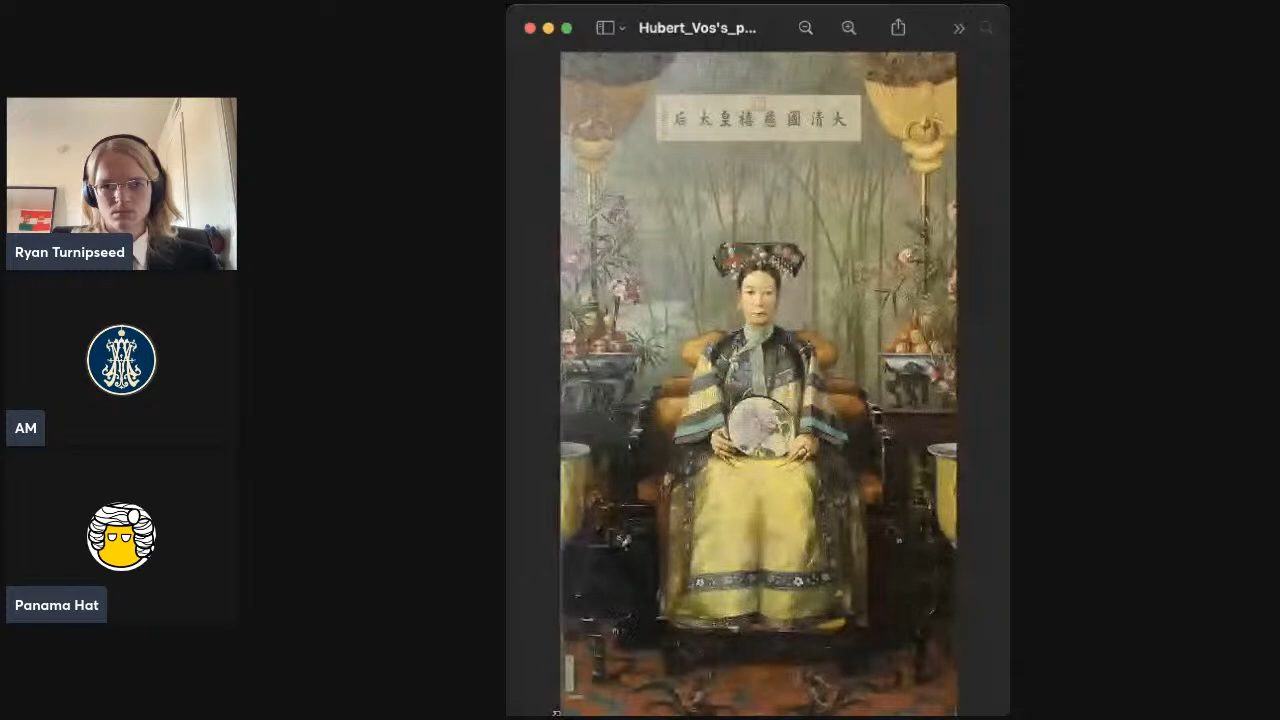 Hubert_Vos's_p...
大清國慈禧皇太后
Ryan Turnipseed
AM
Panama Hat